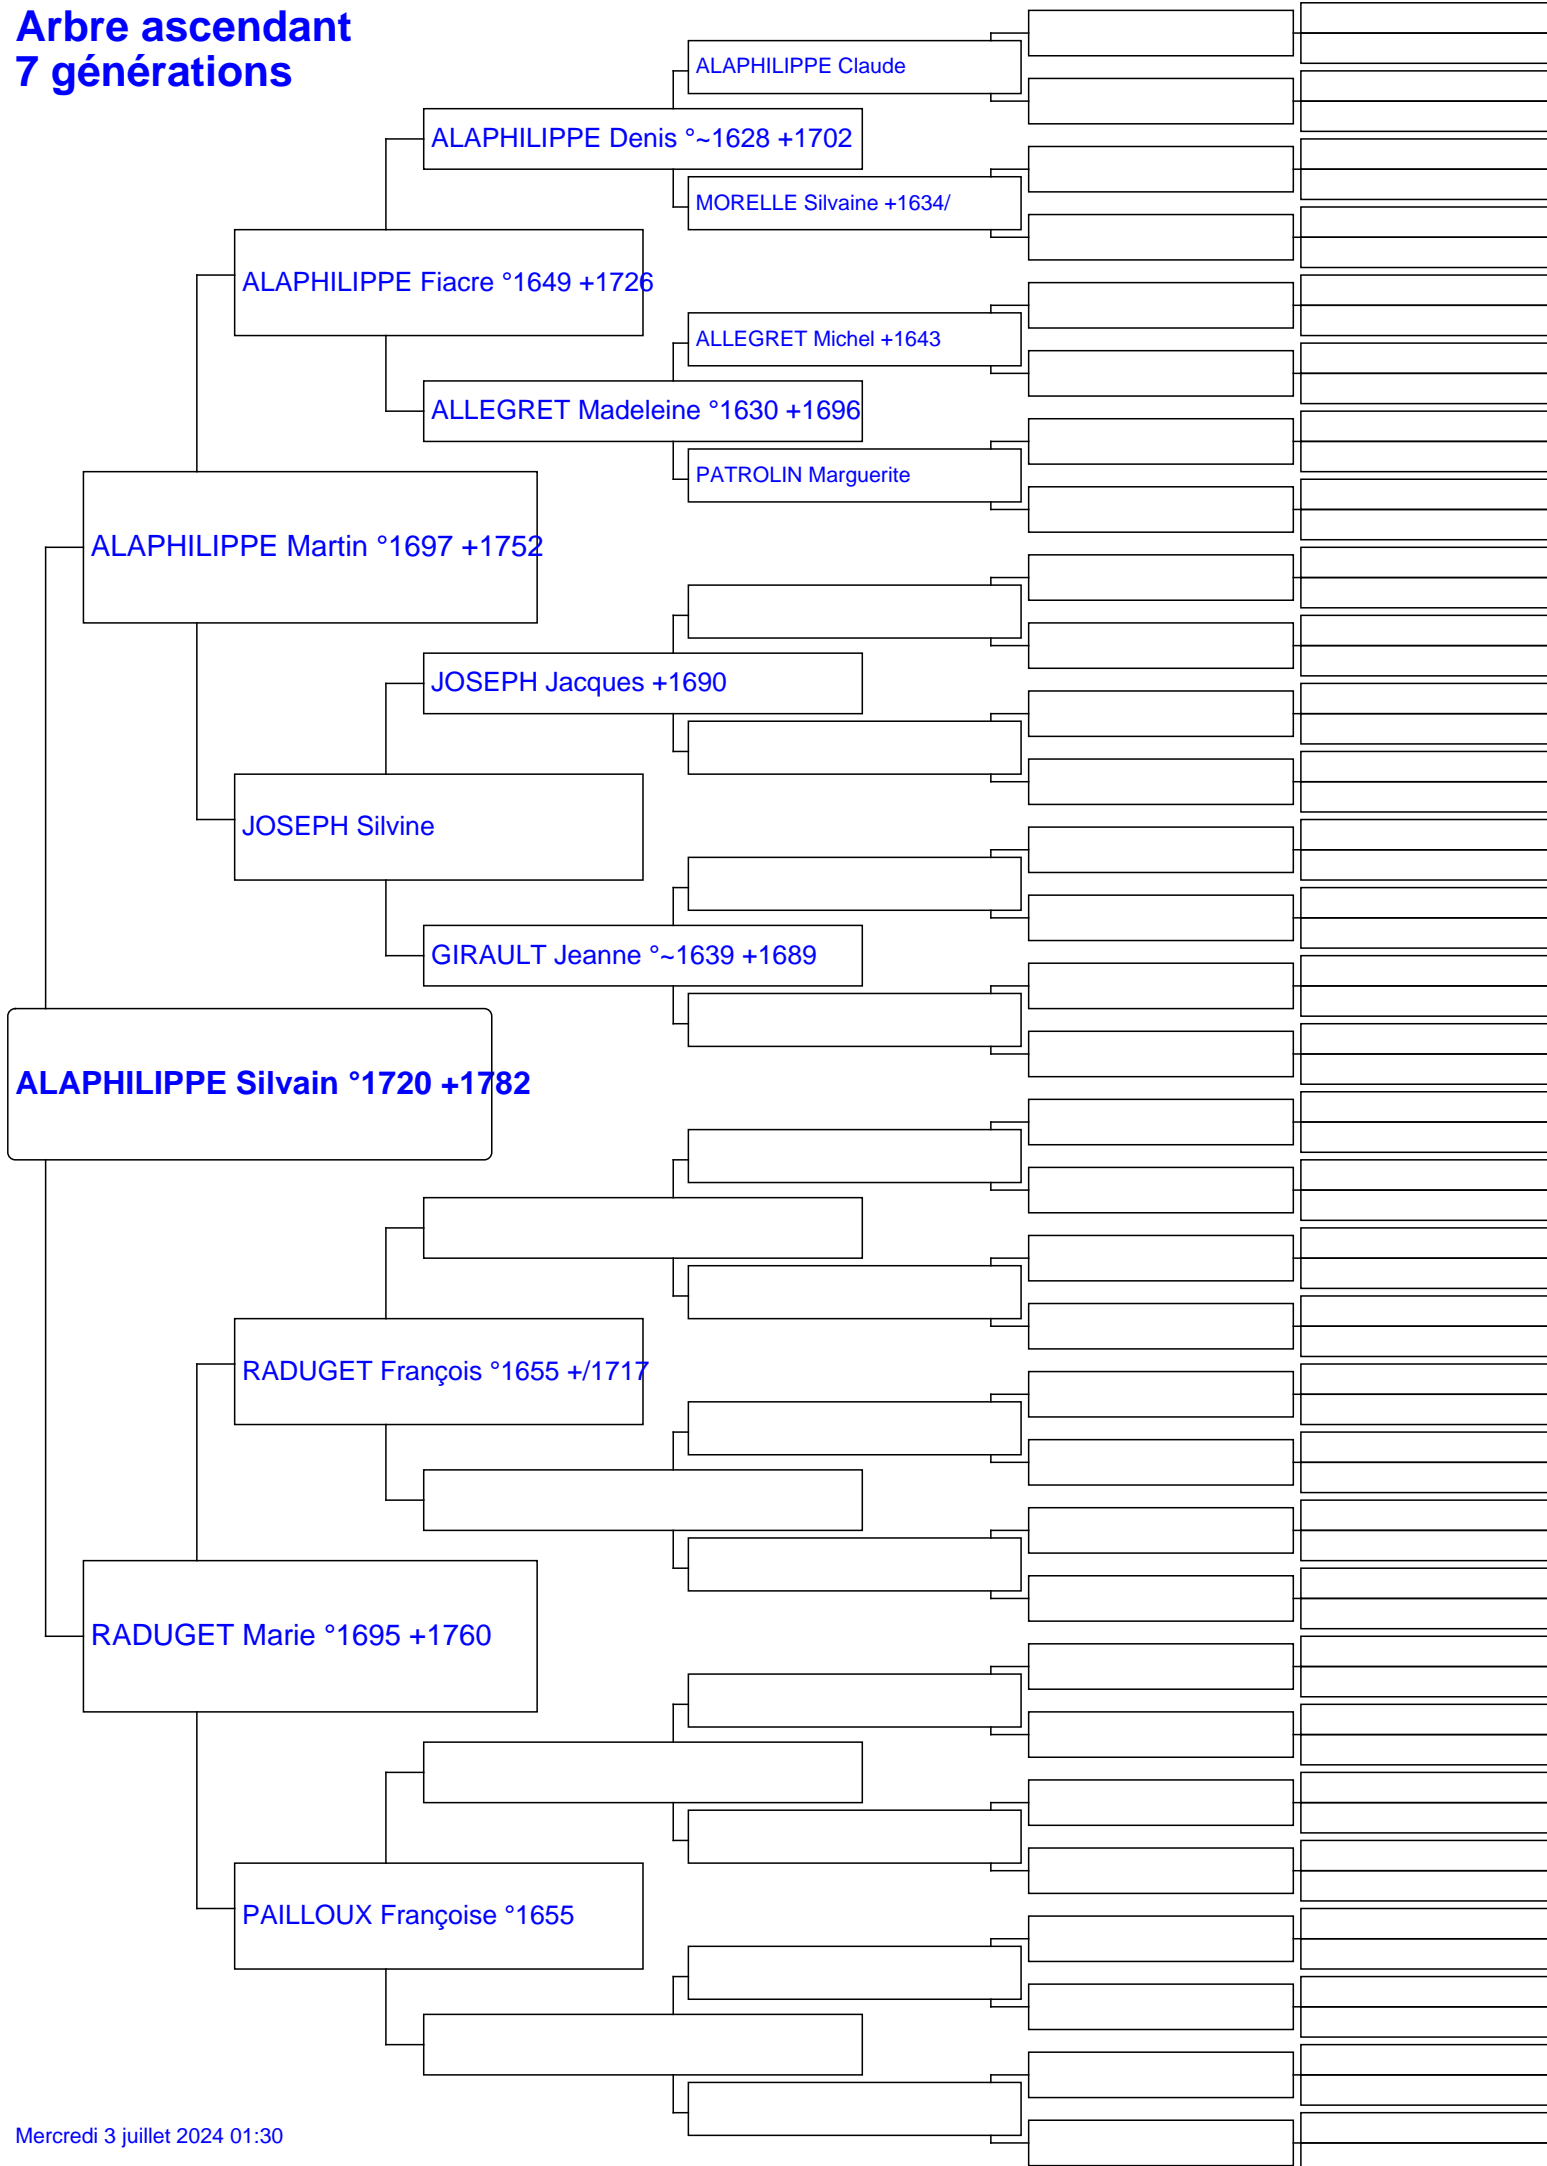 Arbre ascendant
7 générations
ALAPHILIPPE Claude
ALAPHILIPPE Denis °~1628 +1702
MORELLE Silvaine +1634/
ALAPHILIPPE Fiacre °1649 +1726
ALLEGRET Michel +1643
ALLEGRET Madeleine °1630 +1696
PATROLIN Marguerite
ALAPHILIPPE Martin °1697 +1752
JOSEPH Jacques +1690
JOSEPH Silvine
GIRAULT Jeanne °~1639 +1689
ALAPHILIPPE Silvain °1720 +1782
RADUGET François °1655 +/1717
RADUGET Marie °1695 +1760
PAILLOUX Françoise °1655
Mercredi 3 juillet 2024 01:30